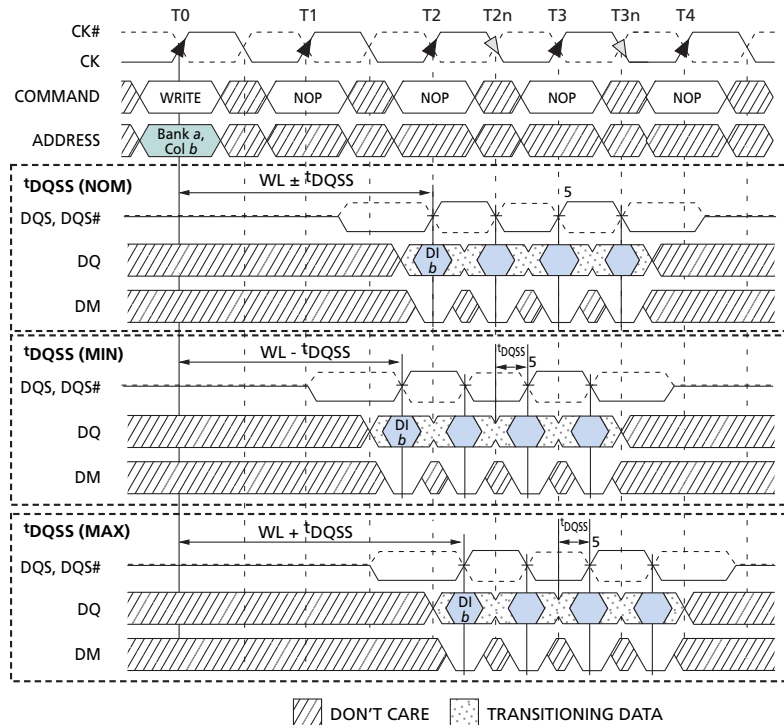 T0 T1 T2 T2n T3 T3n T4
CK#
CK
COMMAND WRITE NOP NOP NOP NOP
ADDRESS Bank a,
Col b
tDQSS (NOM) WL ± tDQSS 5
DQS, DQS#
DQ DI
b
DM
tDQSS (MIN) WL - tDQSS tDQSS 5
DQS, DQS#
DQ DI
b
DM
tDQSS (MAX) WL + tDQSS tDQSS 5
DQS, DQS#
DQ DI
b
DM
DON'T CARE TRANSITIONING DATA